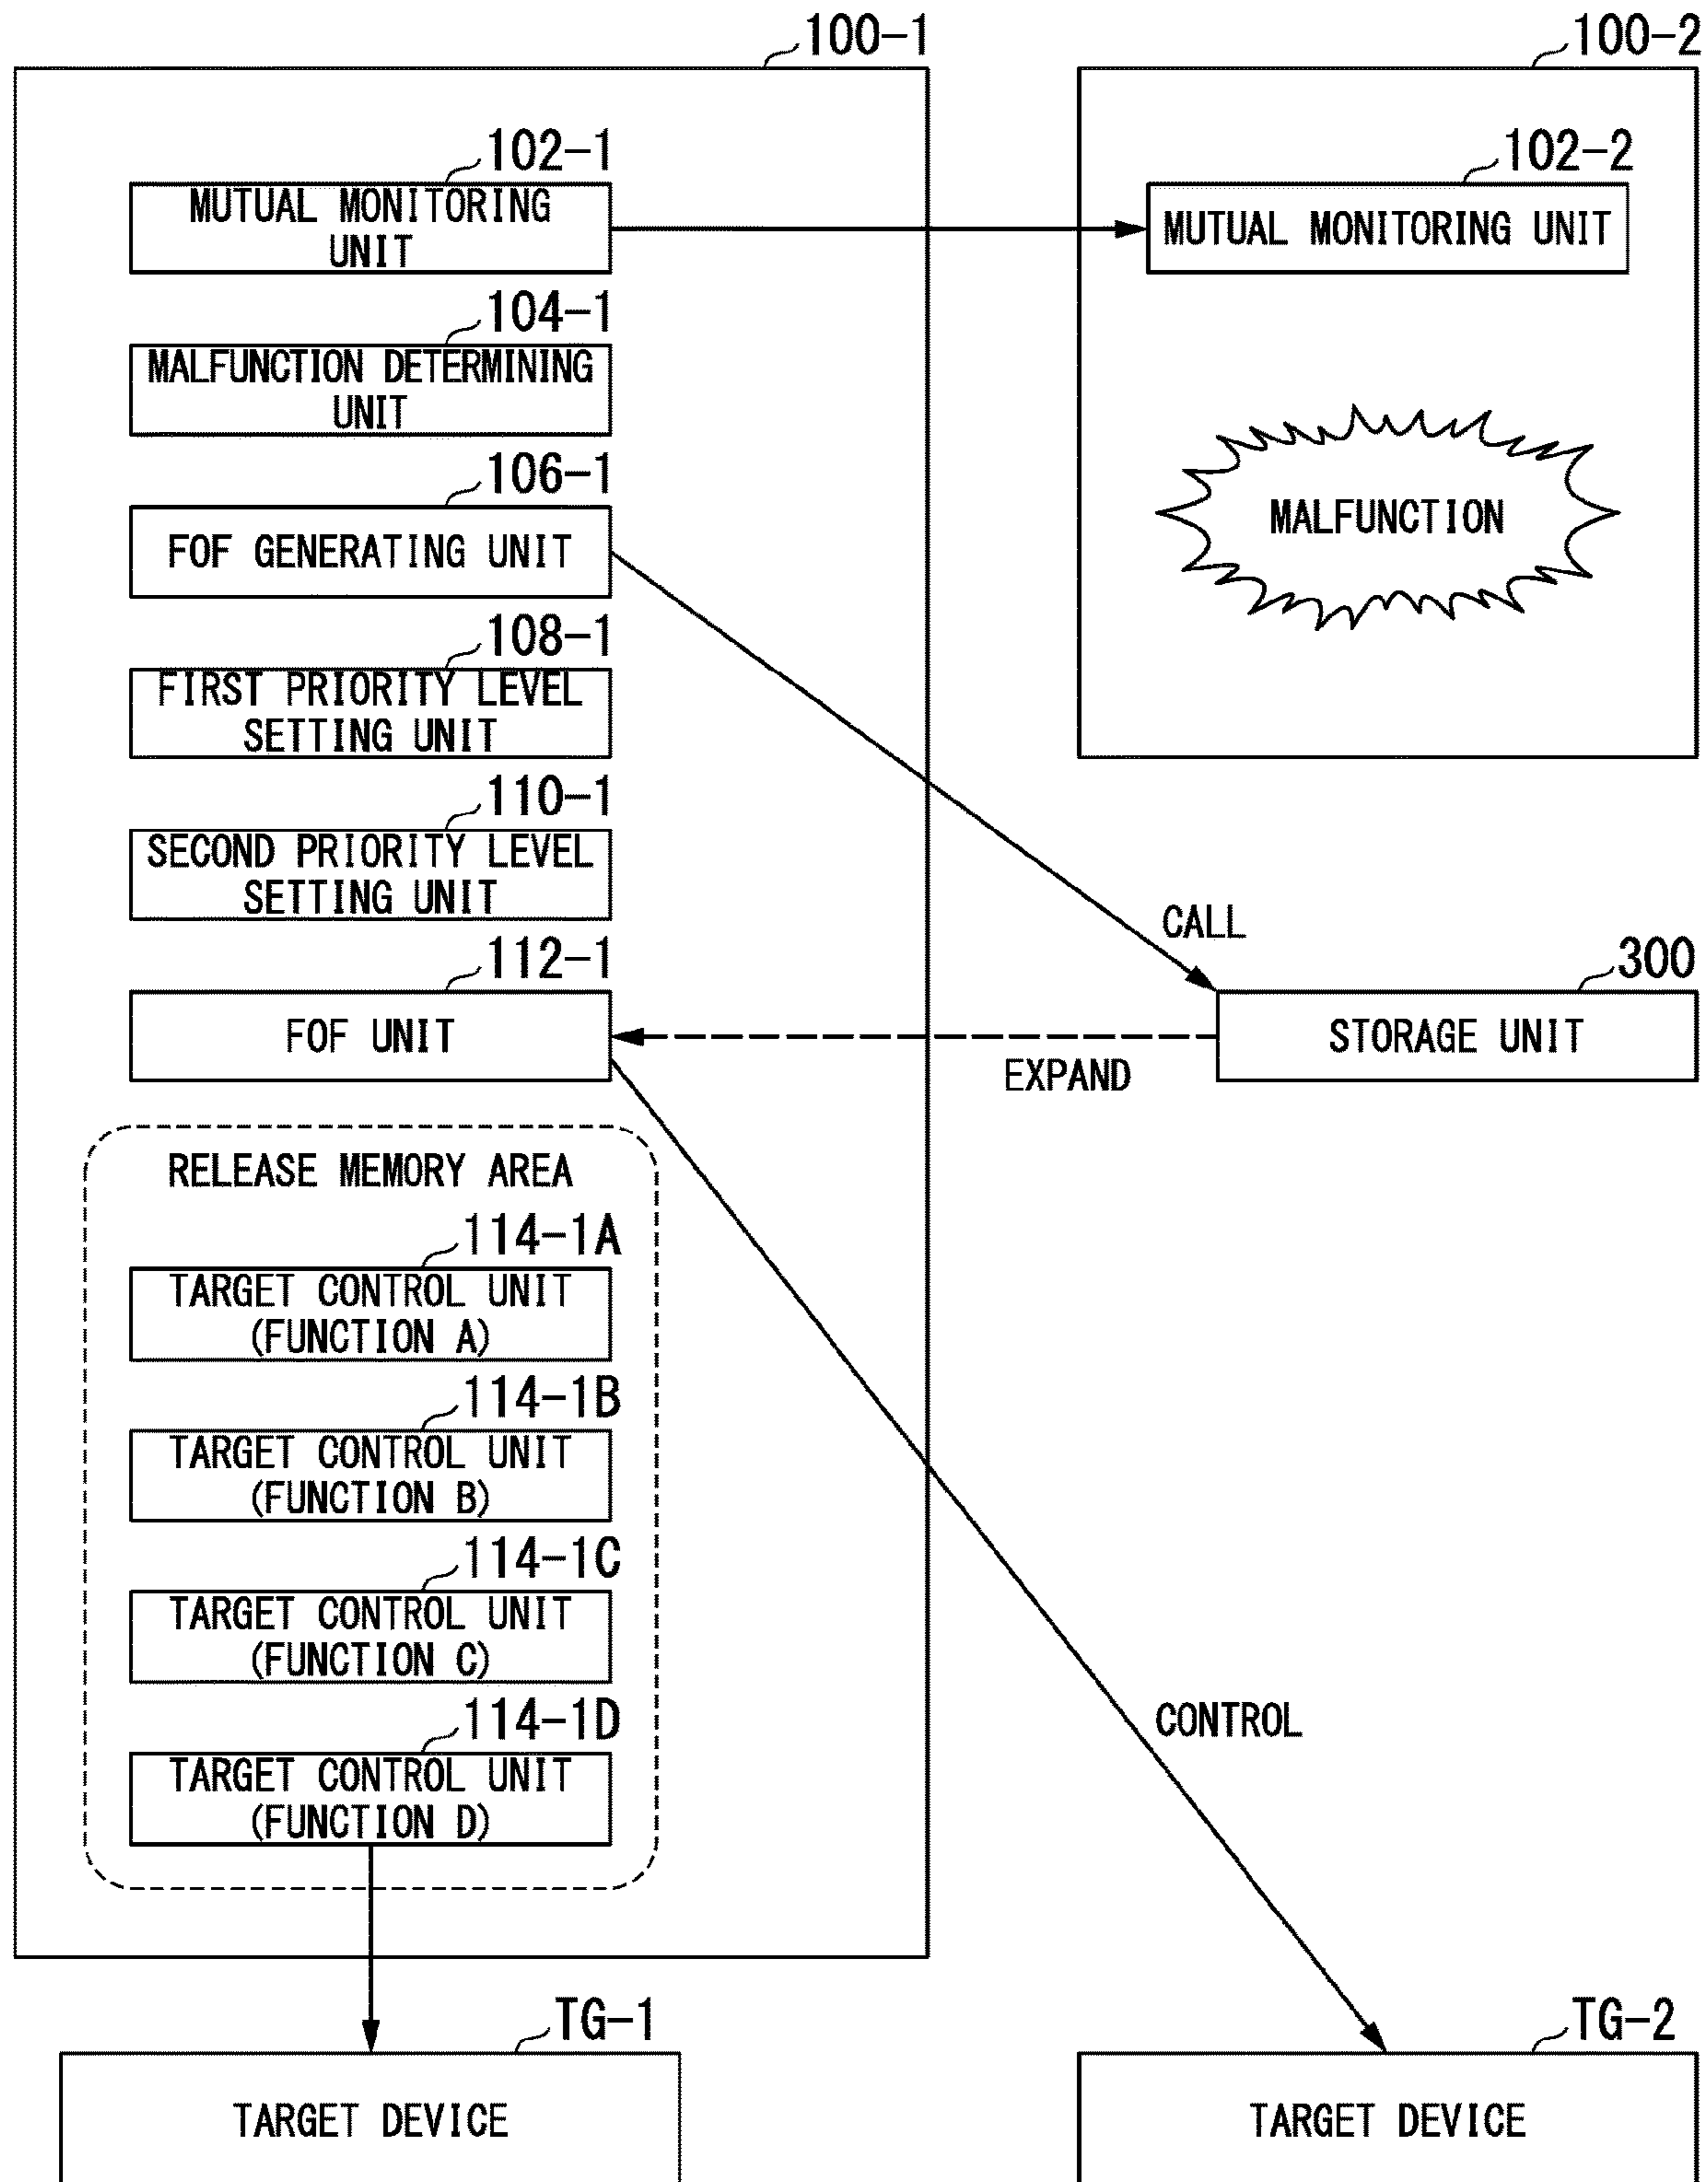 100-1
100-2
102-1
MUTUAL MONITORING
UNIT
102-2
MUTUAL MONITORING UNIT
104-1
MALFUNCTION DETERMINING
UNIT
MALFUNCTION
106-1
FOF GENERATING UNIT
108-1
FIRST PRIORITY LEVEL
SETTING UNIT
110-1
SECOND PRIORITY LEVEL
SETTING UNIT
CALL
112-1
FOF UNIT
300
STORAGE UNIT
EXPAND
RELEASE MEMORY AREA
114-1A
TARGET CONTROL UNIT
(FUNCTION A)
114-1B
TARGET CONTROL UNIT
(FUNCTION B)
114-1C
TARGET CONTROL UNIT
(FUNCTION C)
114-1D
TARGET CONTROL UNIT
(FUNCTION D)
CONTROL
TG-1
TARGET DEVICE
TG-2
TARGET DEVICE